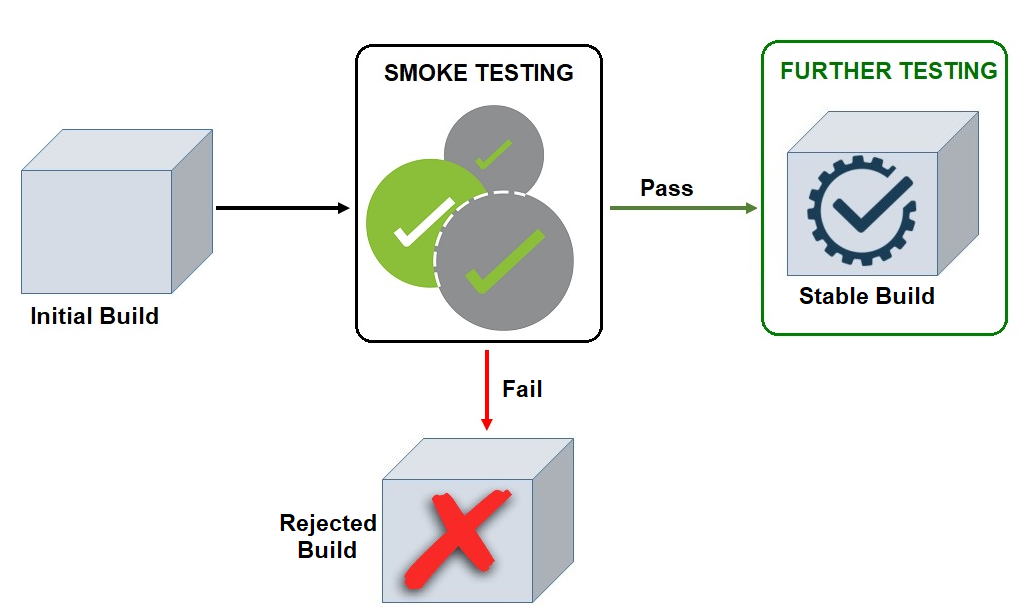 SMOKE TESTING
FURTHER TESTING
Pass
Stable Build
Initial Build
Fail
Rejected
Build